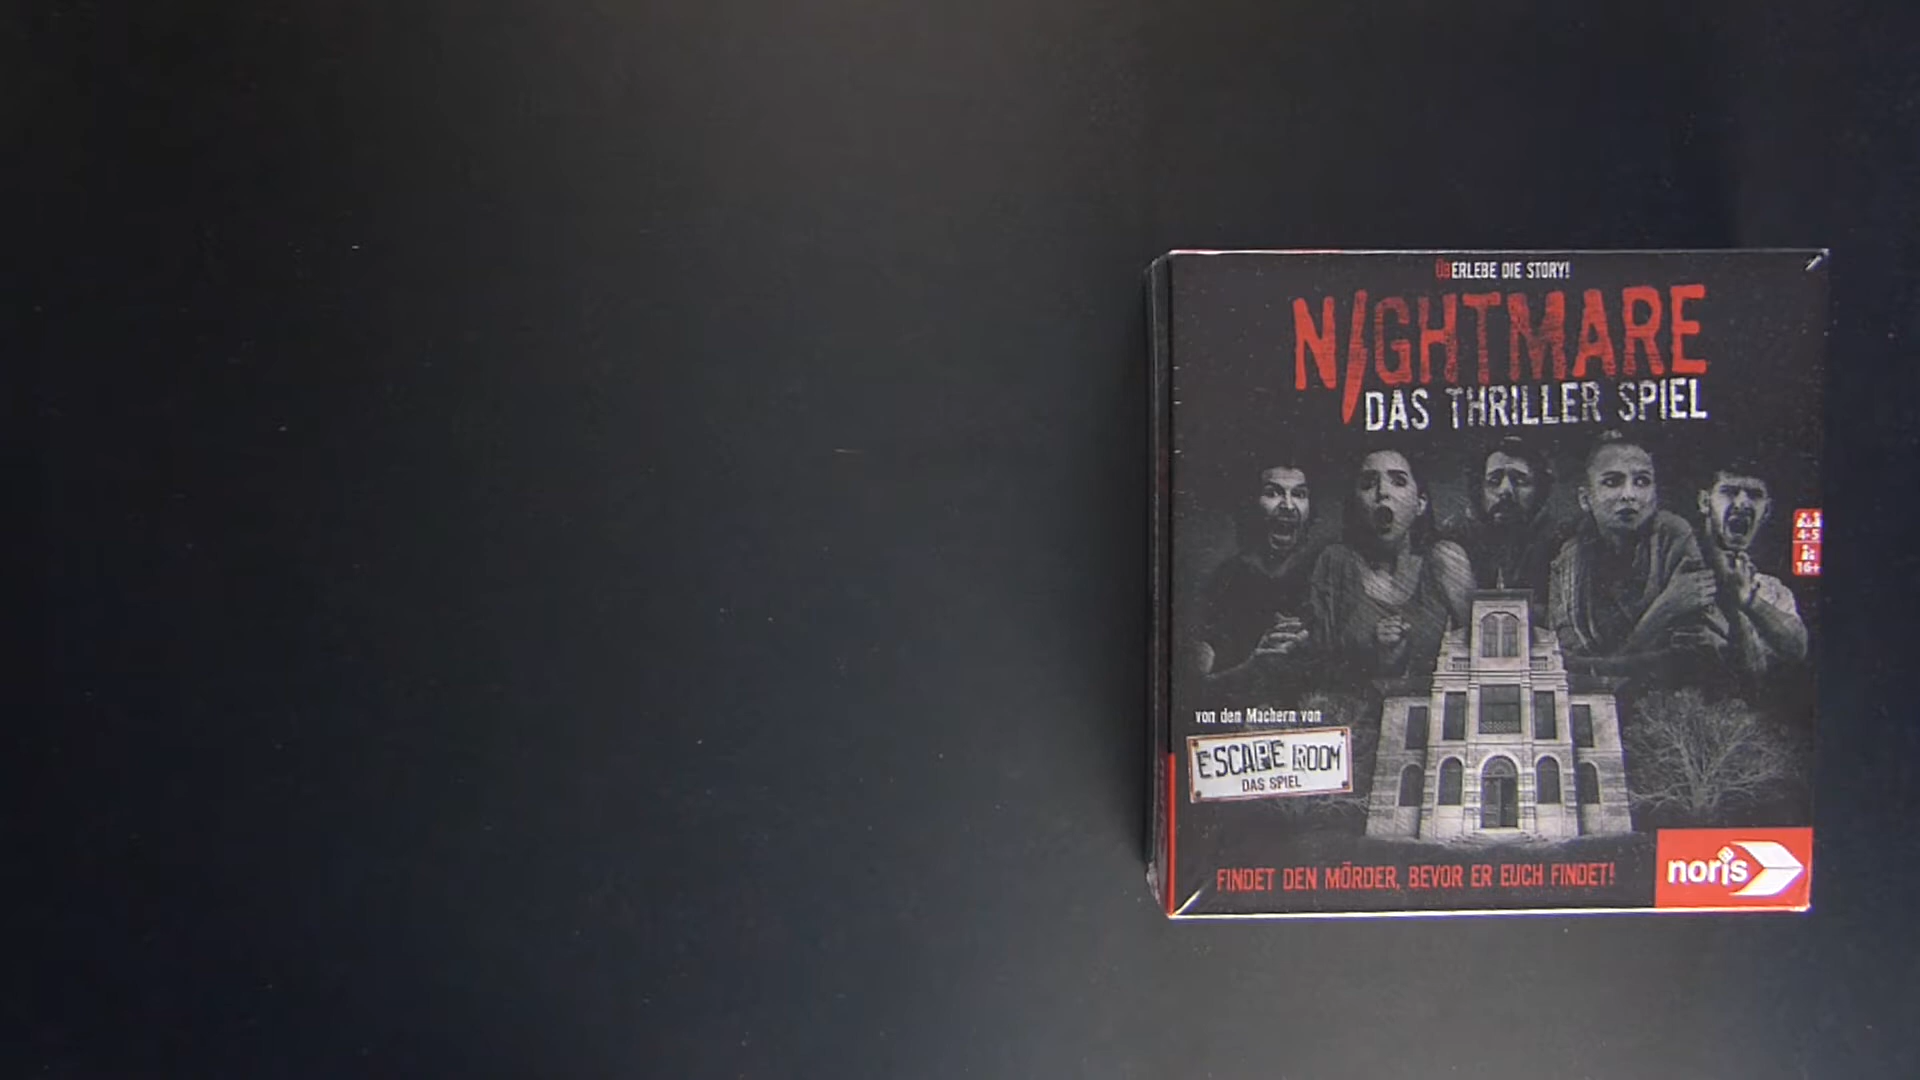 ÜBERLEBE DIE STORY!
NIGHTMARE
DAS THRILLER SPIEL
4-5
16+
von den Machern von
ESCAPE ROOM
DAS SPIEL
FINDET DEN MÖRDER, BEVOR ER EUCH FINDET!
noris